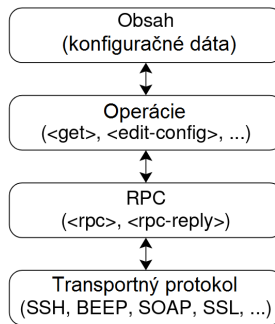 Obsah
(konfiguračné dáta)
Operácie
(<get>, <edit-config>, ...)
RPC
(<rpc>, <rpc-reply>)
Transportný protokol
(SSH, BEEP, SOAP, SSL, ...)